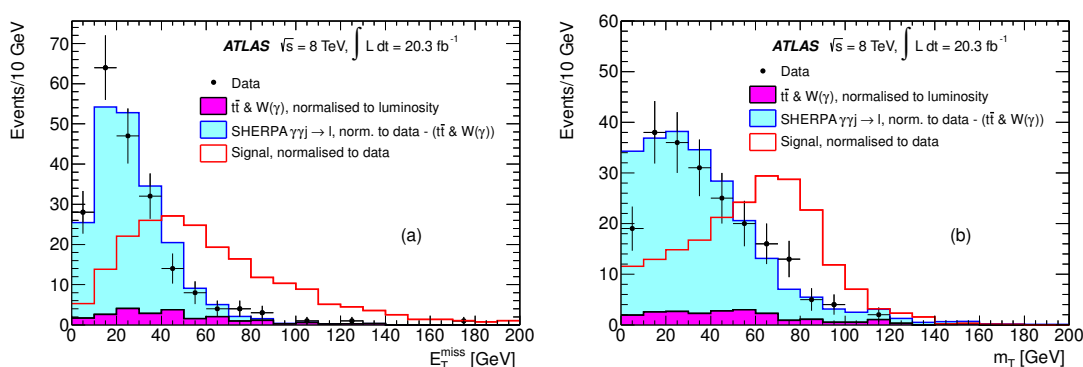 Events/10 GeV
70
60
50
40
30
20
10
0
ATLAS √s = 8 TeV, ∫ L dt = 20.3 fb⁻¹
Data
tt̄ & W(γ), normalised to luminosity
SHERPA γγj → l, norm. to data - (tt̄ & W(γ))
Signal, normalised to data
(a)
0 20 40 60 80 100 120 140 160 180 200
E_T^miss [GeV]
Events/10 GeV
60
50
40
30
20
10
0
ATLAS √s = 8 TeV, ∫ L dt = 20.3 fb⁻¹
Data
tt̄ & W(γ), normalised to luminosity
SHERPA γγj → l, norm. to data - (tt̄ & W(γ))
Signal, normalised to data
(b)
0 20 40 60 80 100 120 140 160 180 200
m_T [GeV]